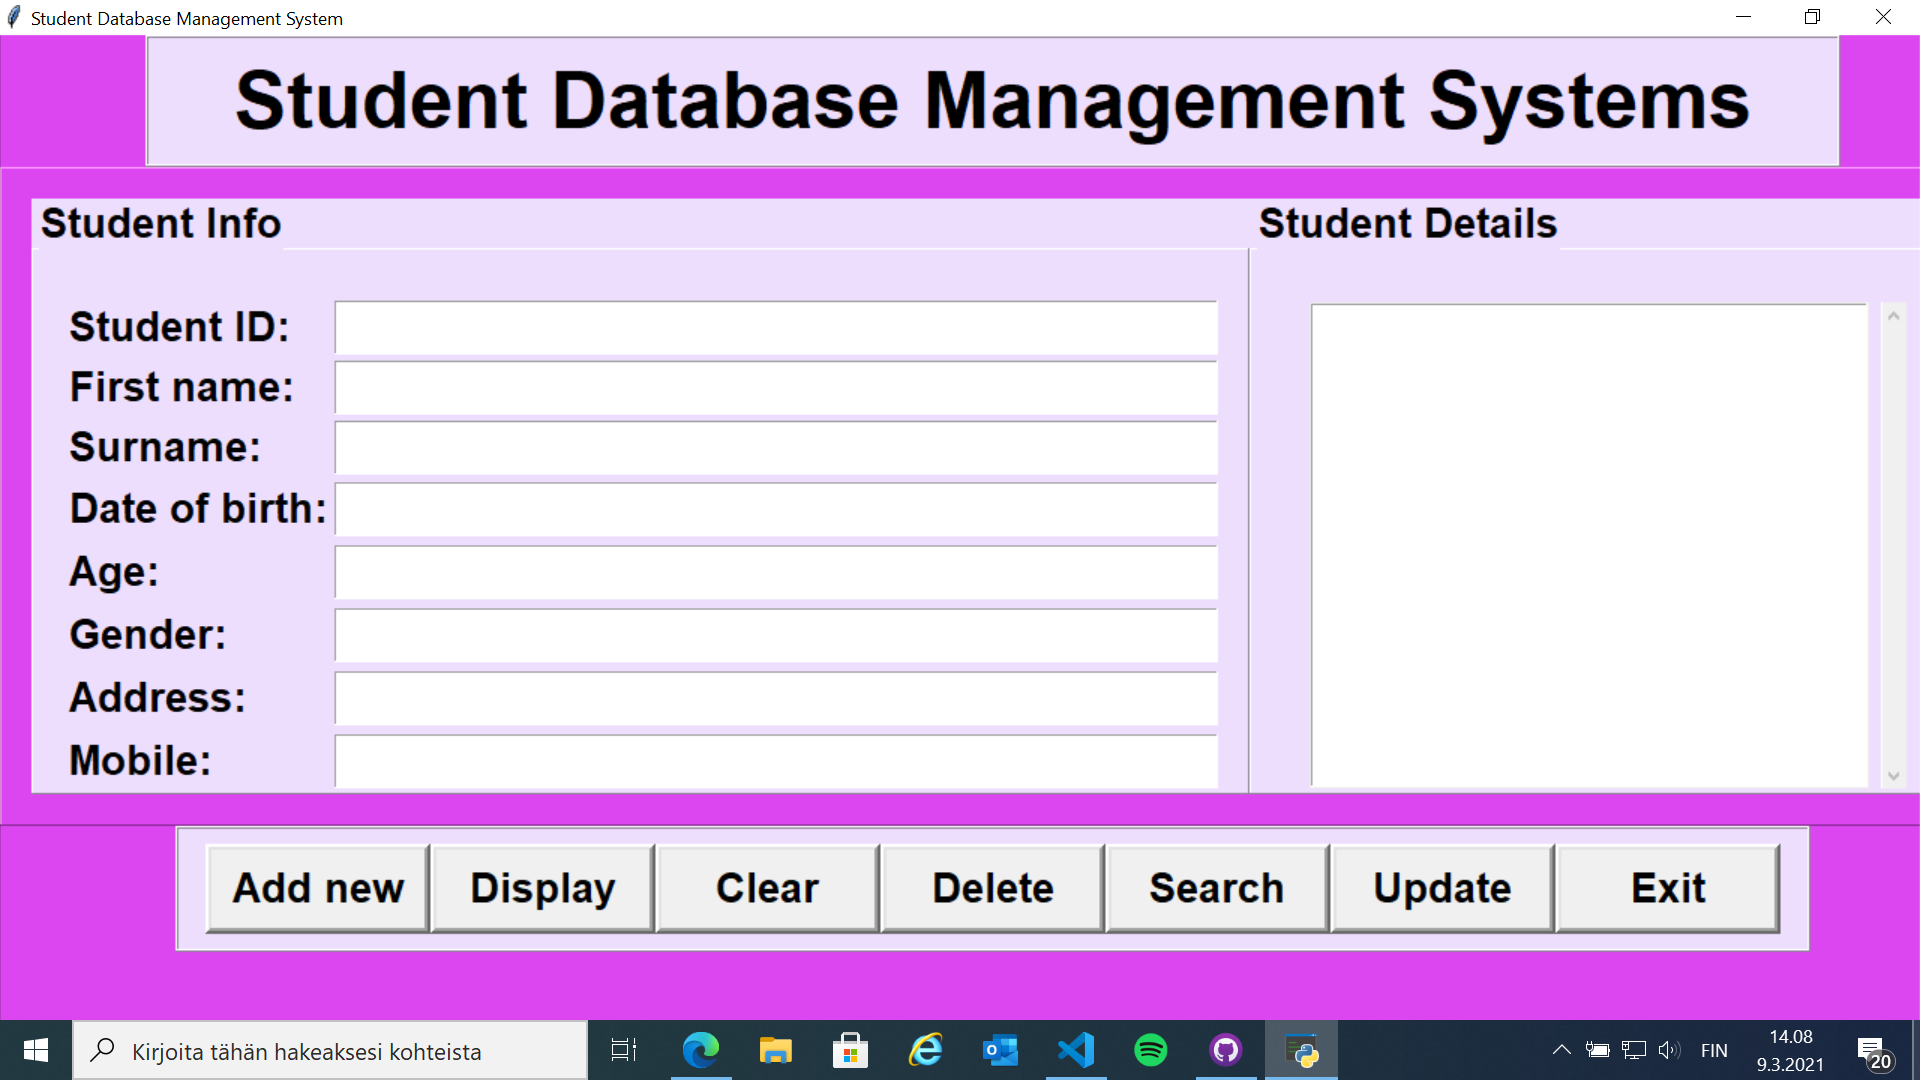 Student Database Management System
Student Database Management Systems
Student Info
Student Details
Student ID:
First name:
Surname:
Date of birth:
Age:
Gender:
Address:
Mobile:
Add new
Display
Clear
Delete
Search
Update
Exit
Kirjoita tähän hakeaksesi kohteista
FIN
14.08
9.3.2021
20